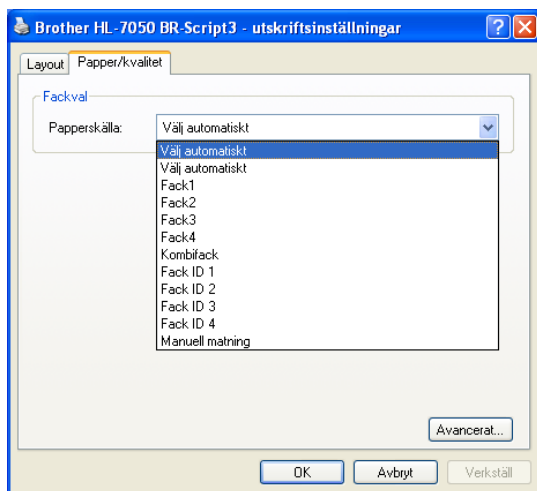 Brother HL-7050 BR-Script3 - utskriftsinställningar
Layout Papper/kvalitet
Fackval
Papperskälla: Välj automatiskt
Välj automatiskt
Välj automatiskt
Fack1
Fack2
Fack3
Fack4
Kombifack
Fack ID 1
Fack ID 2
Fack ID 3
Fack ID 4
Manuell matning
Avancerat...
OK Avbryt Verkställ